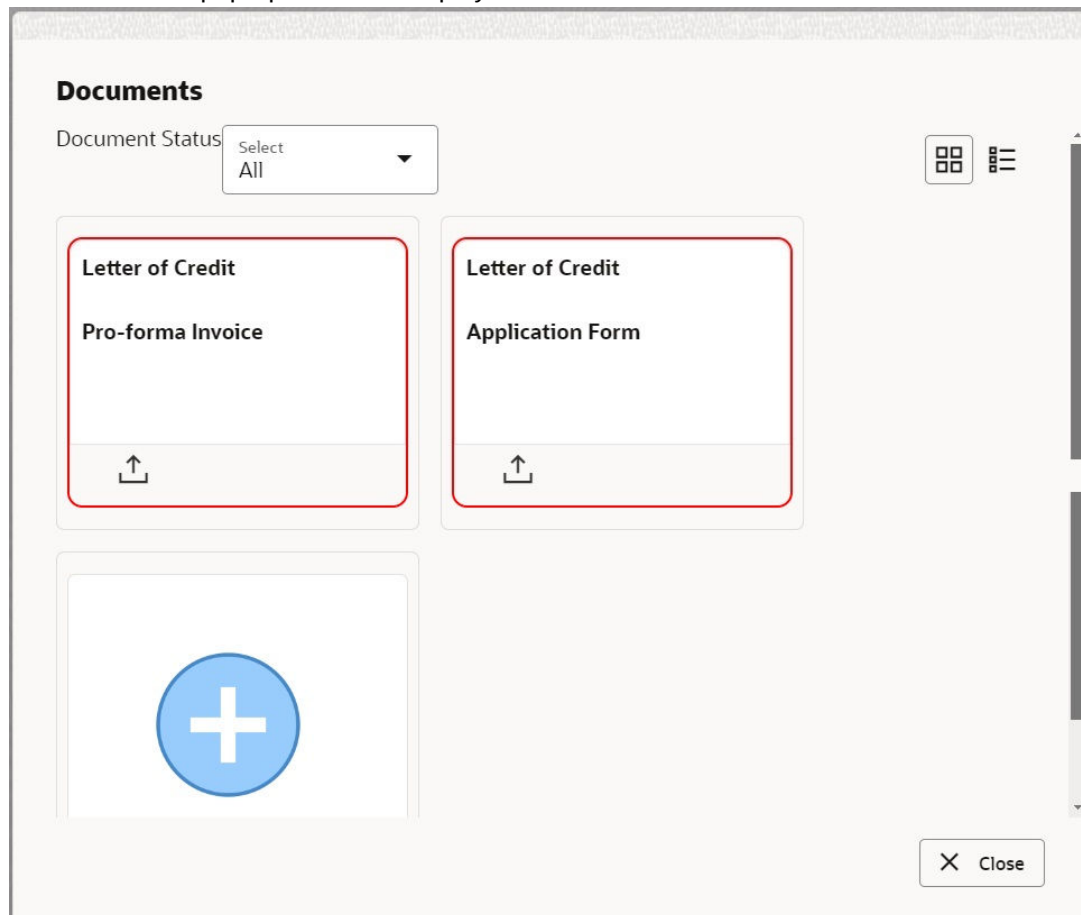 Documents
Document Status
Select
All
Letter of Credit
Pro-forma Invoice
Letter of Credit
Application Form
Close